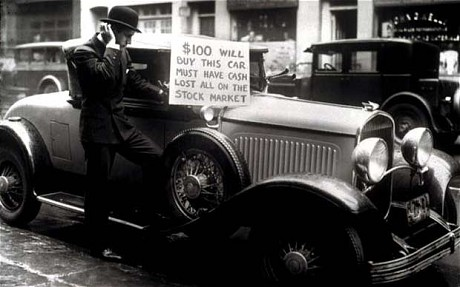 $100 WILL
BUY THIS CAR
MUST HAVE CASH
LOST ALL ON THE
STOCK MARKET